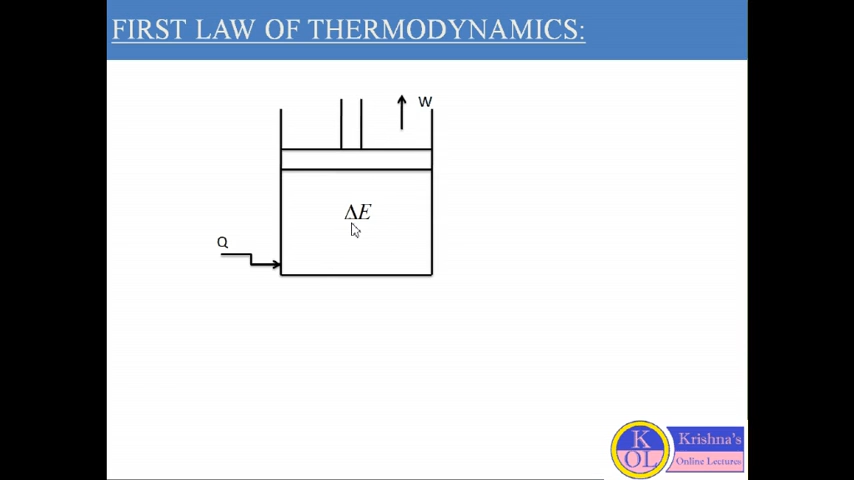 FIRST LAW OF THERMODYNAMICS:
W
ΔE
Q
K
OL
Krishna's
Online Lectures